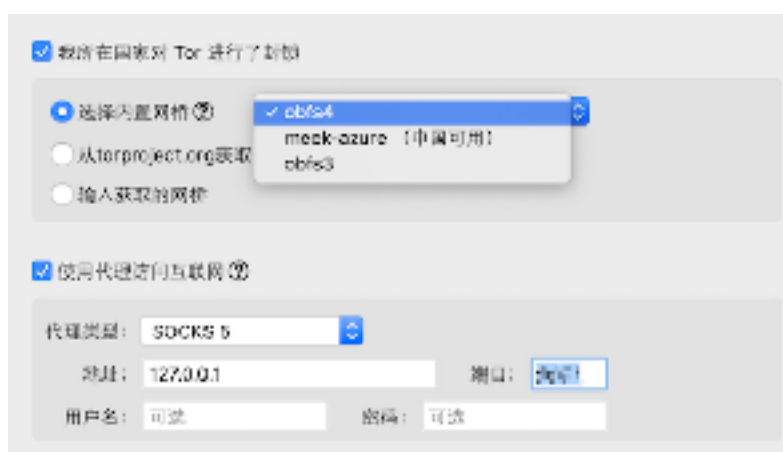 我所在国家对 Tor 进行了封锁
选择内置网桥 ?
✓ obfs4
meek-azure （中国可用）
obfs3
从torproject.org获取
输入获取的网桥
使用代理访问互联网 ?
代理类型： SOCKS 5
地址： 127.0.0.1 端口：
用户名： 可选 密码： 可选